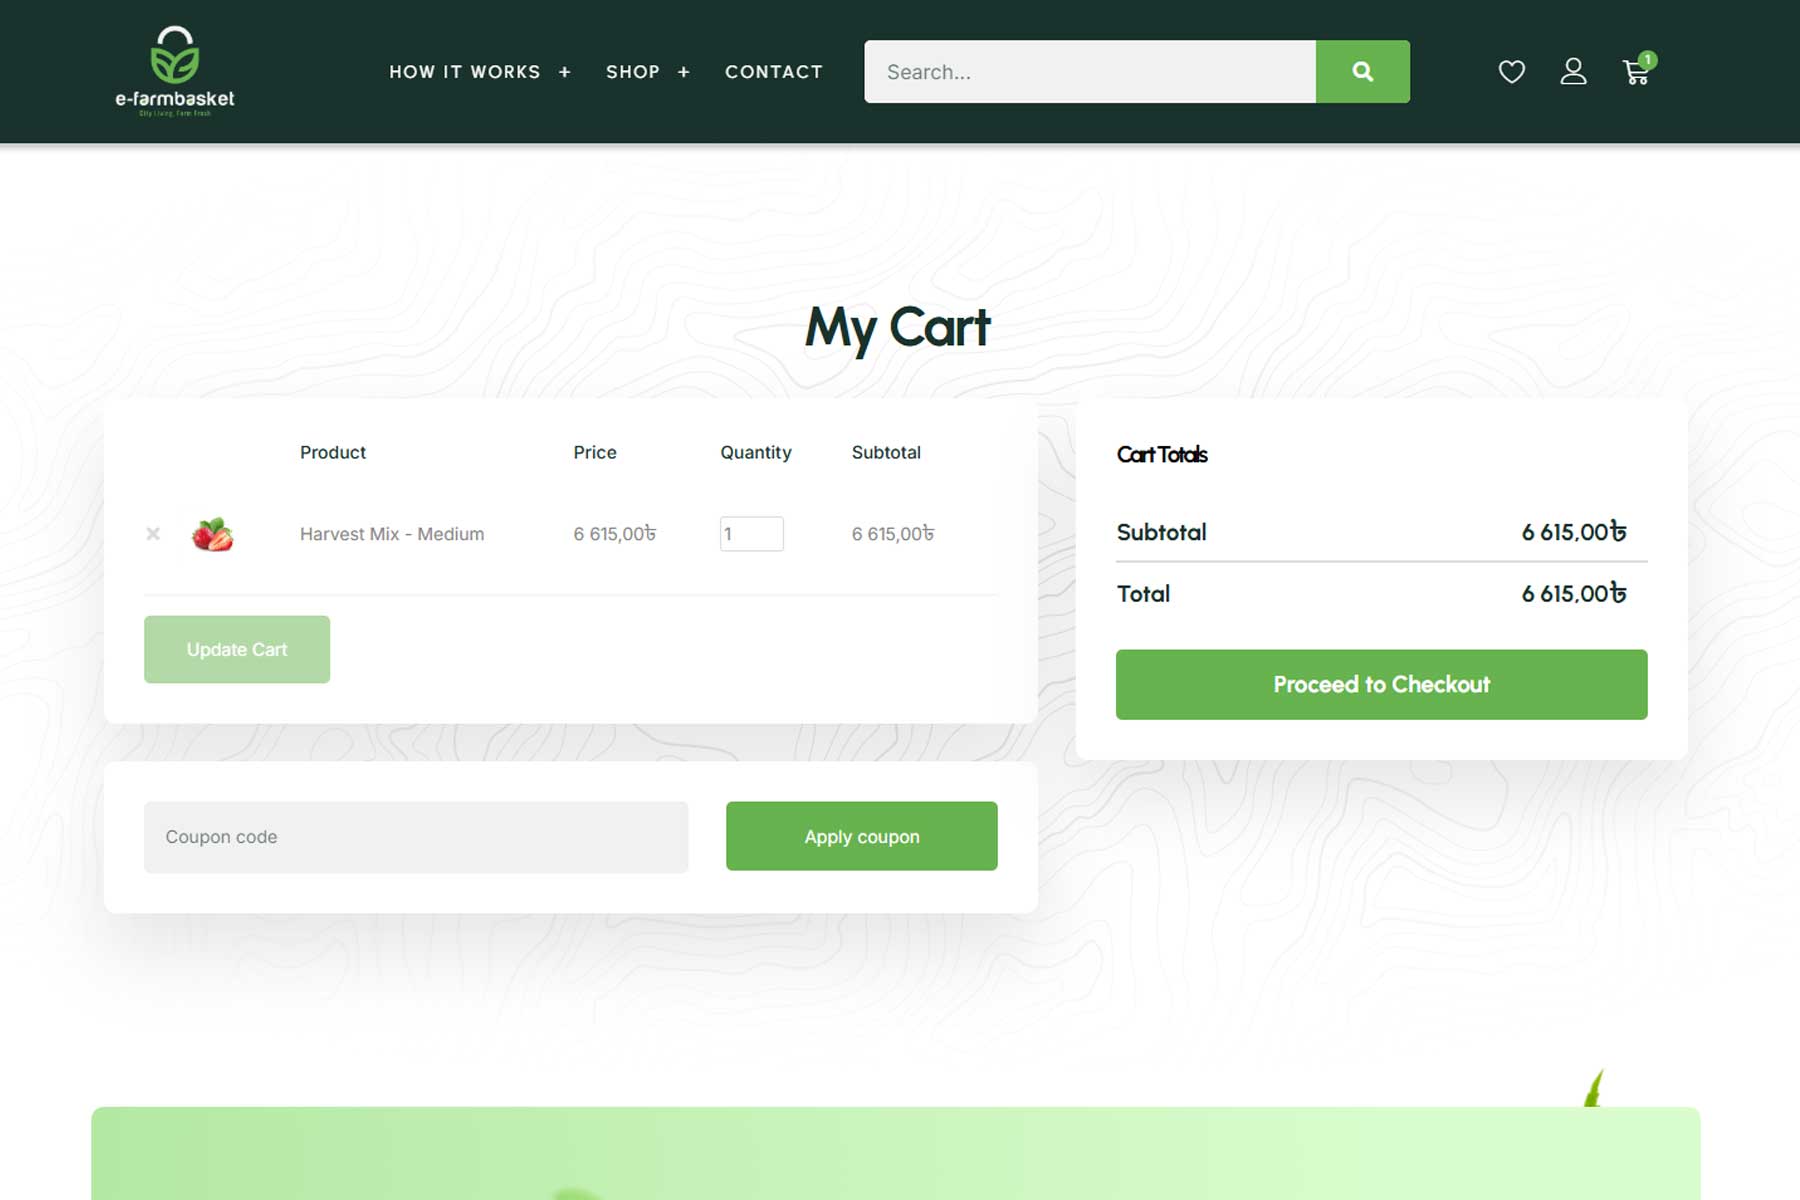 e-farmbasket
City Living, Farm Fresh
HOW IT WORKS +
SHOP +
CONTACT
Search...
1
My Cart
Product Price Quantity Subtotal
× Harvest Mix - Medium 6 615,00৳ 1 6 615,00৳
Update Cart
Coupon code
Apply coupon
Cart Totals
Subtotal 6 615,00৳
Total 6 615,00৳
Proceed to Checkout